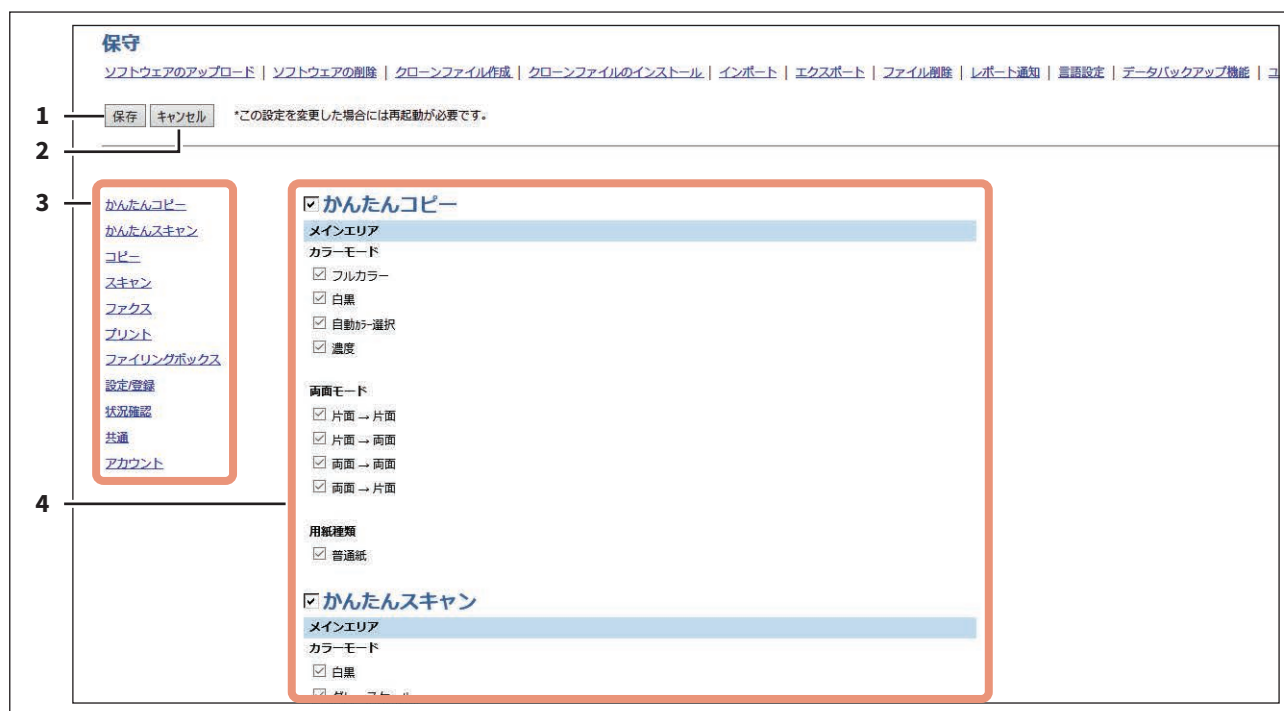 保守
ソフトウェアのアップロード | ソフトウェアの削除 | クローンファイル作成 | クローンファイルのインストール | インポート | エクスポート | ファイル削除 | レポート通知 | 言語設定 | データバックアップ機能 |
1 保存 キャンセル *この設定を変更した場合には再起動が必要です。
2
3
かんたんコピー
かんたんスキャン
コピー
スキャン
ファクス
プリント
ファイリングボックス
設定/登録
状況確認
共通
アカウント
4
かんたんコピー
メインエリア
カラーモード
フルカラー
白黒
自動ｶﾗｰ選択
濃度
両面モード
片面 → 片面
片面 → 両面
両面 → 両面
両面 → 片面
用紙種類
普通紙
かんたんスキャン
メインエリア
カラーモード
白黒